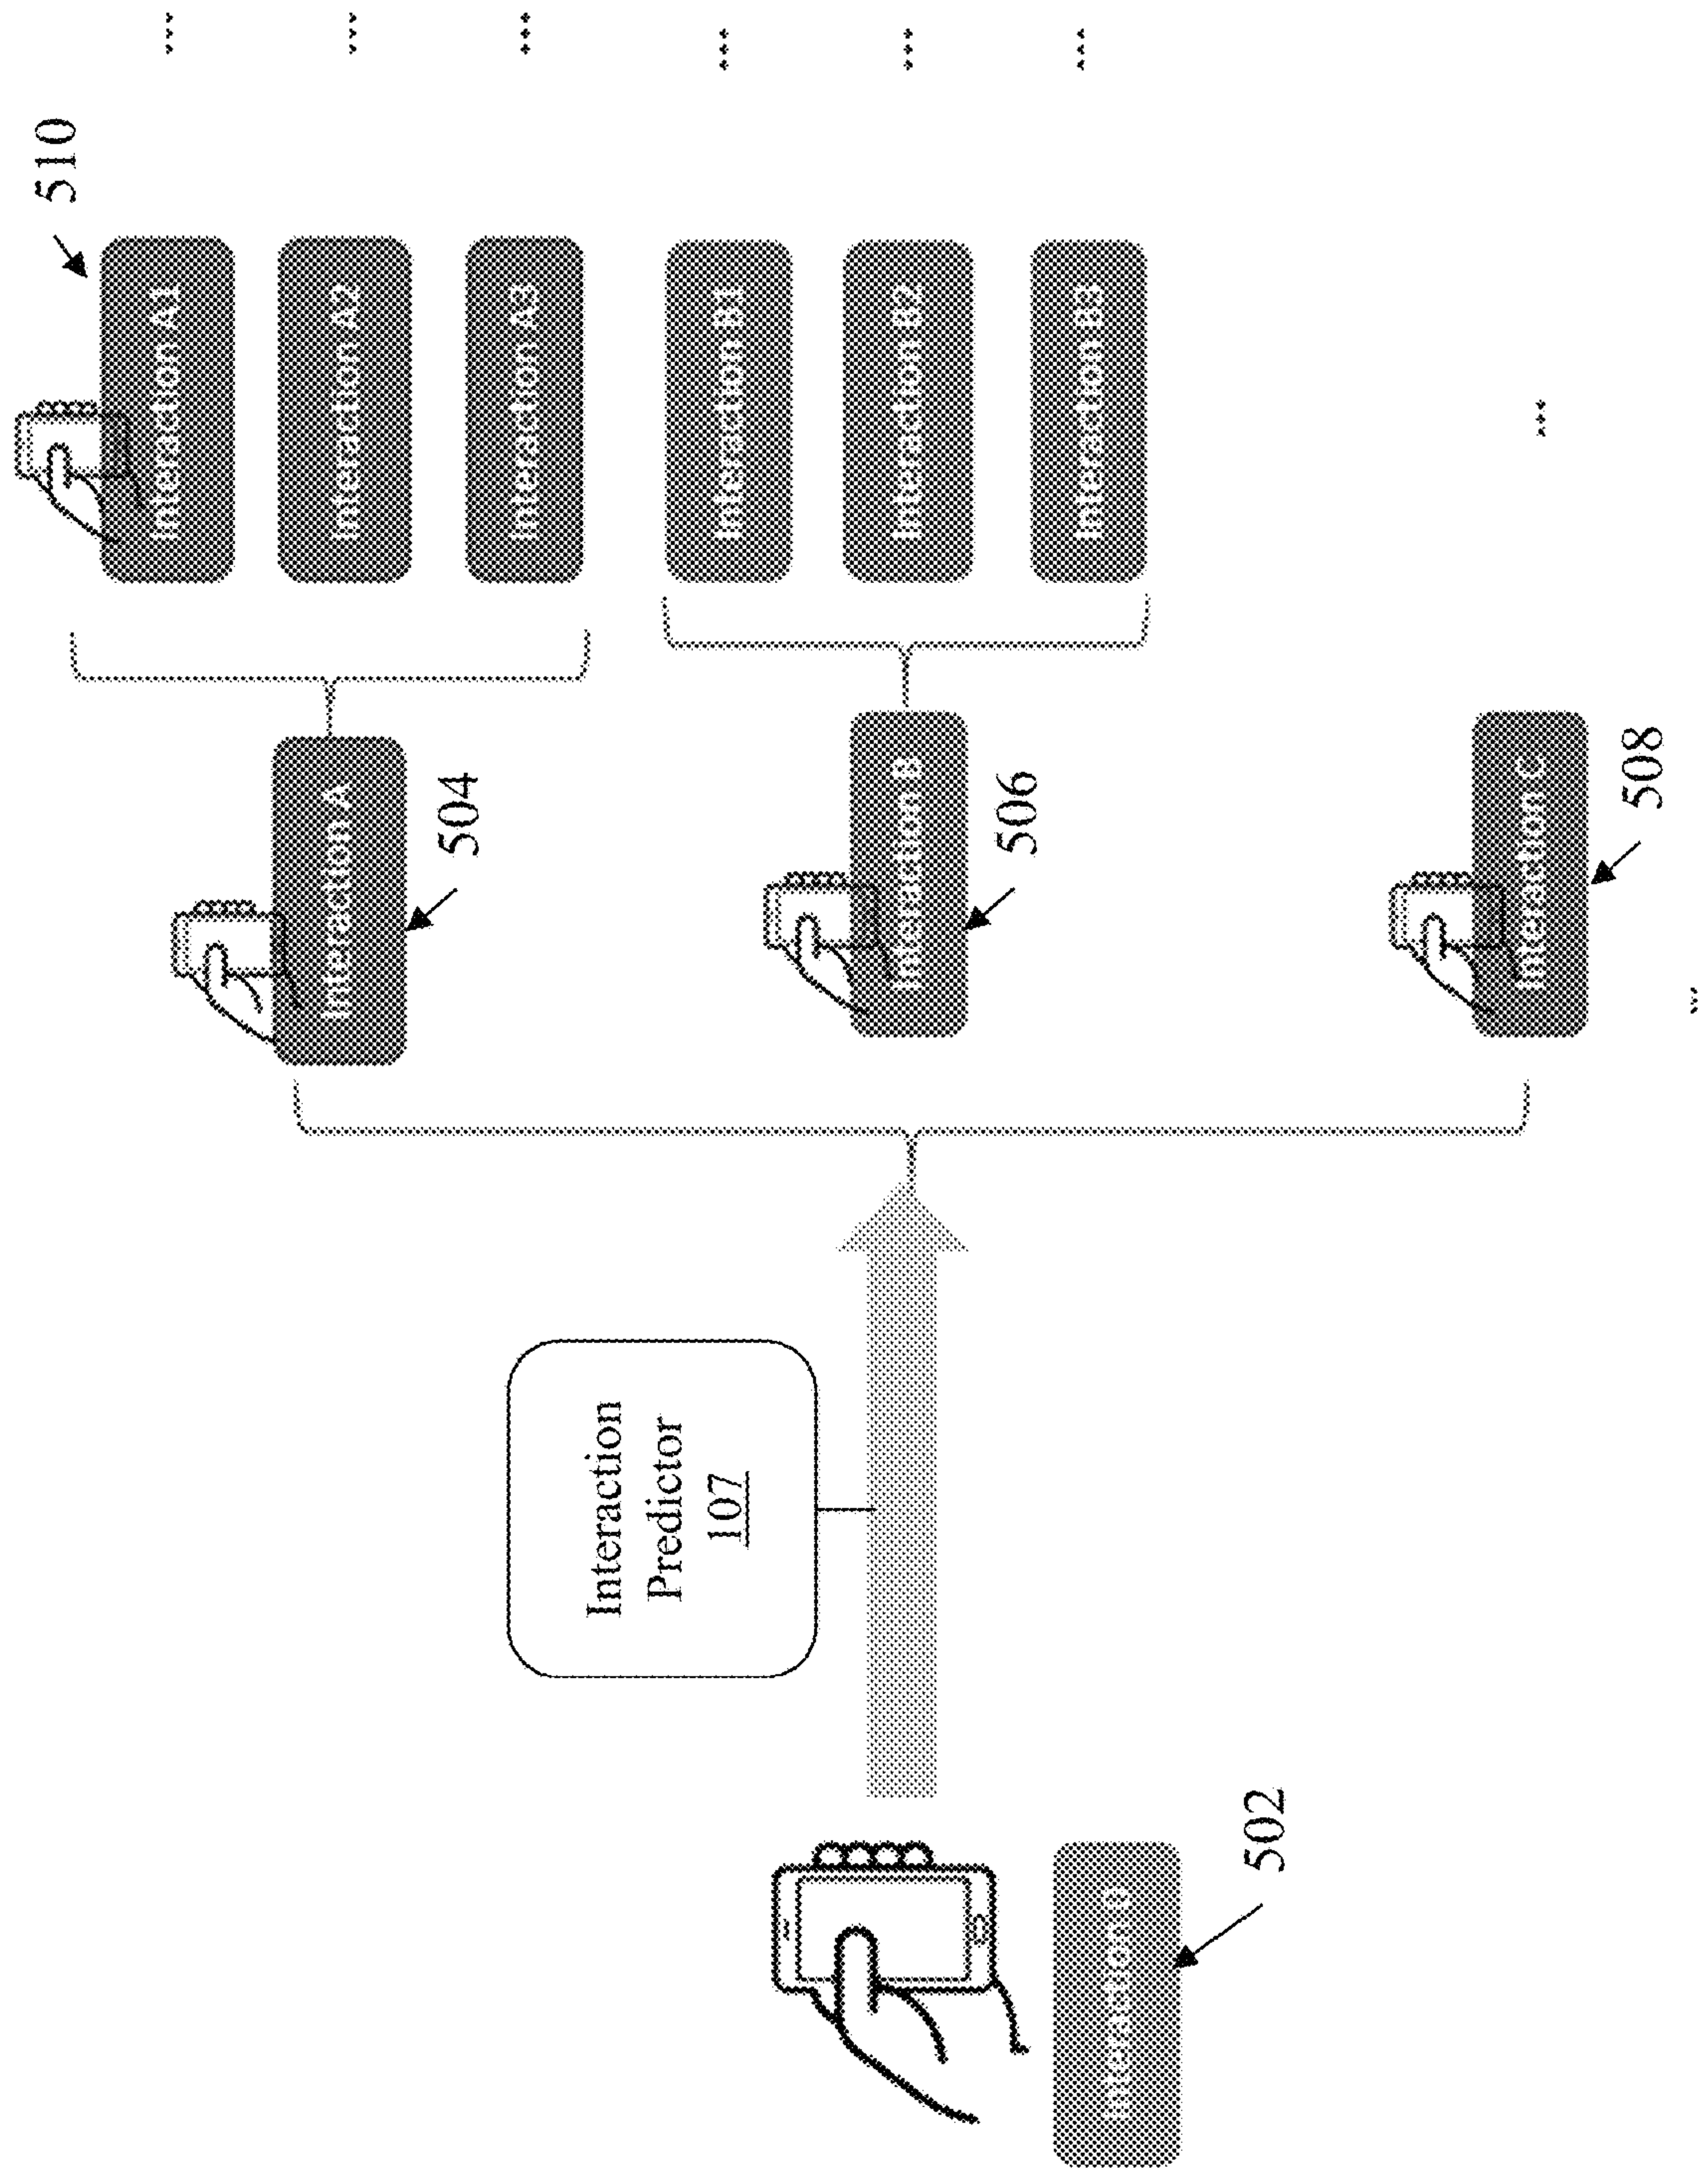 510
Interaction A1
Interaction A2
Interaction A3
Interaction A
504
Interaction
Predictor
107
Interaction B1
Interaction B2
Interaction B3
Interaction B
506
Interaction
502
Interaction C
508